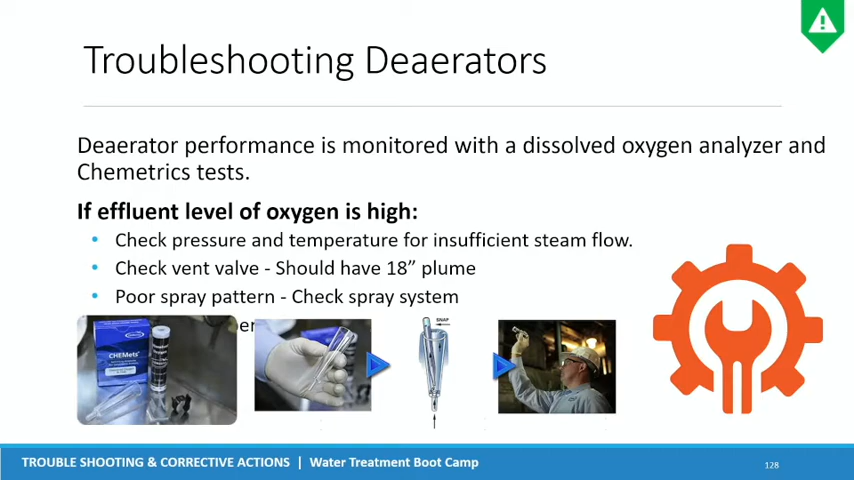 Troubleshooting Deaerators
Deaerator performance is monitored with a dissolved oxygen analyzer and
Chemetrics tests.
If effluent level of oxygen is high:
• Check pressure and temperature for insufficient steam flow.
• Check vent valve - Should have 18” plume
• Poor spray pattern - Check spray system
CHEMets
SNAP
TROUBLE SHOOTING & CORRECTIVE ACTIONS | Water Treatment Boot Camp
128